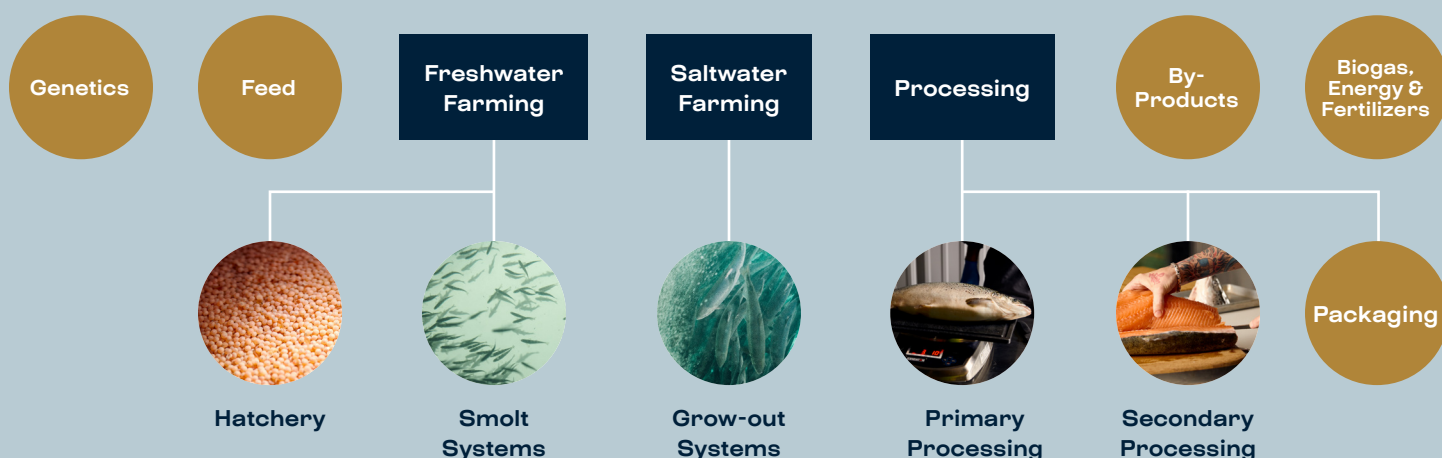 Genetics
Feed
Freshwater
Farming
Saltwater
Farming
Processing
By-
Products
Biogas,
Energy &
Fertilizers
Packaging
Hatchery
Smolt
Systems
Grow-out
Systems
Primary
Processing
Secondary
Processing